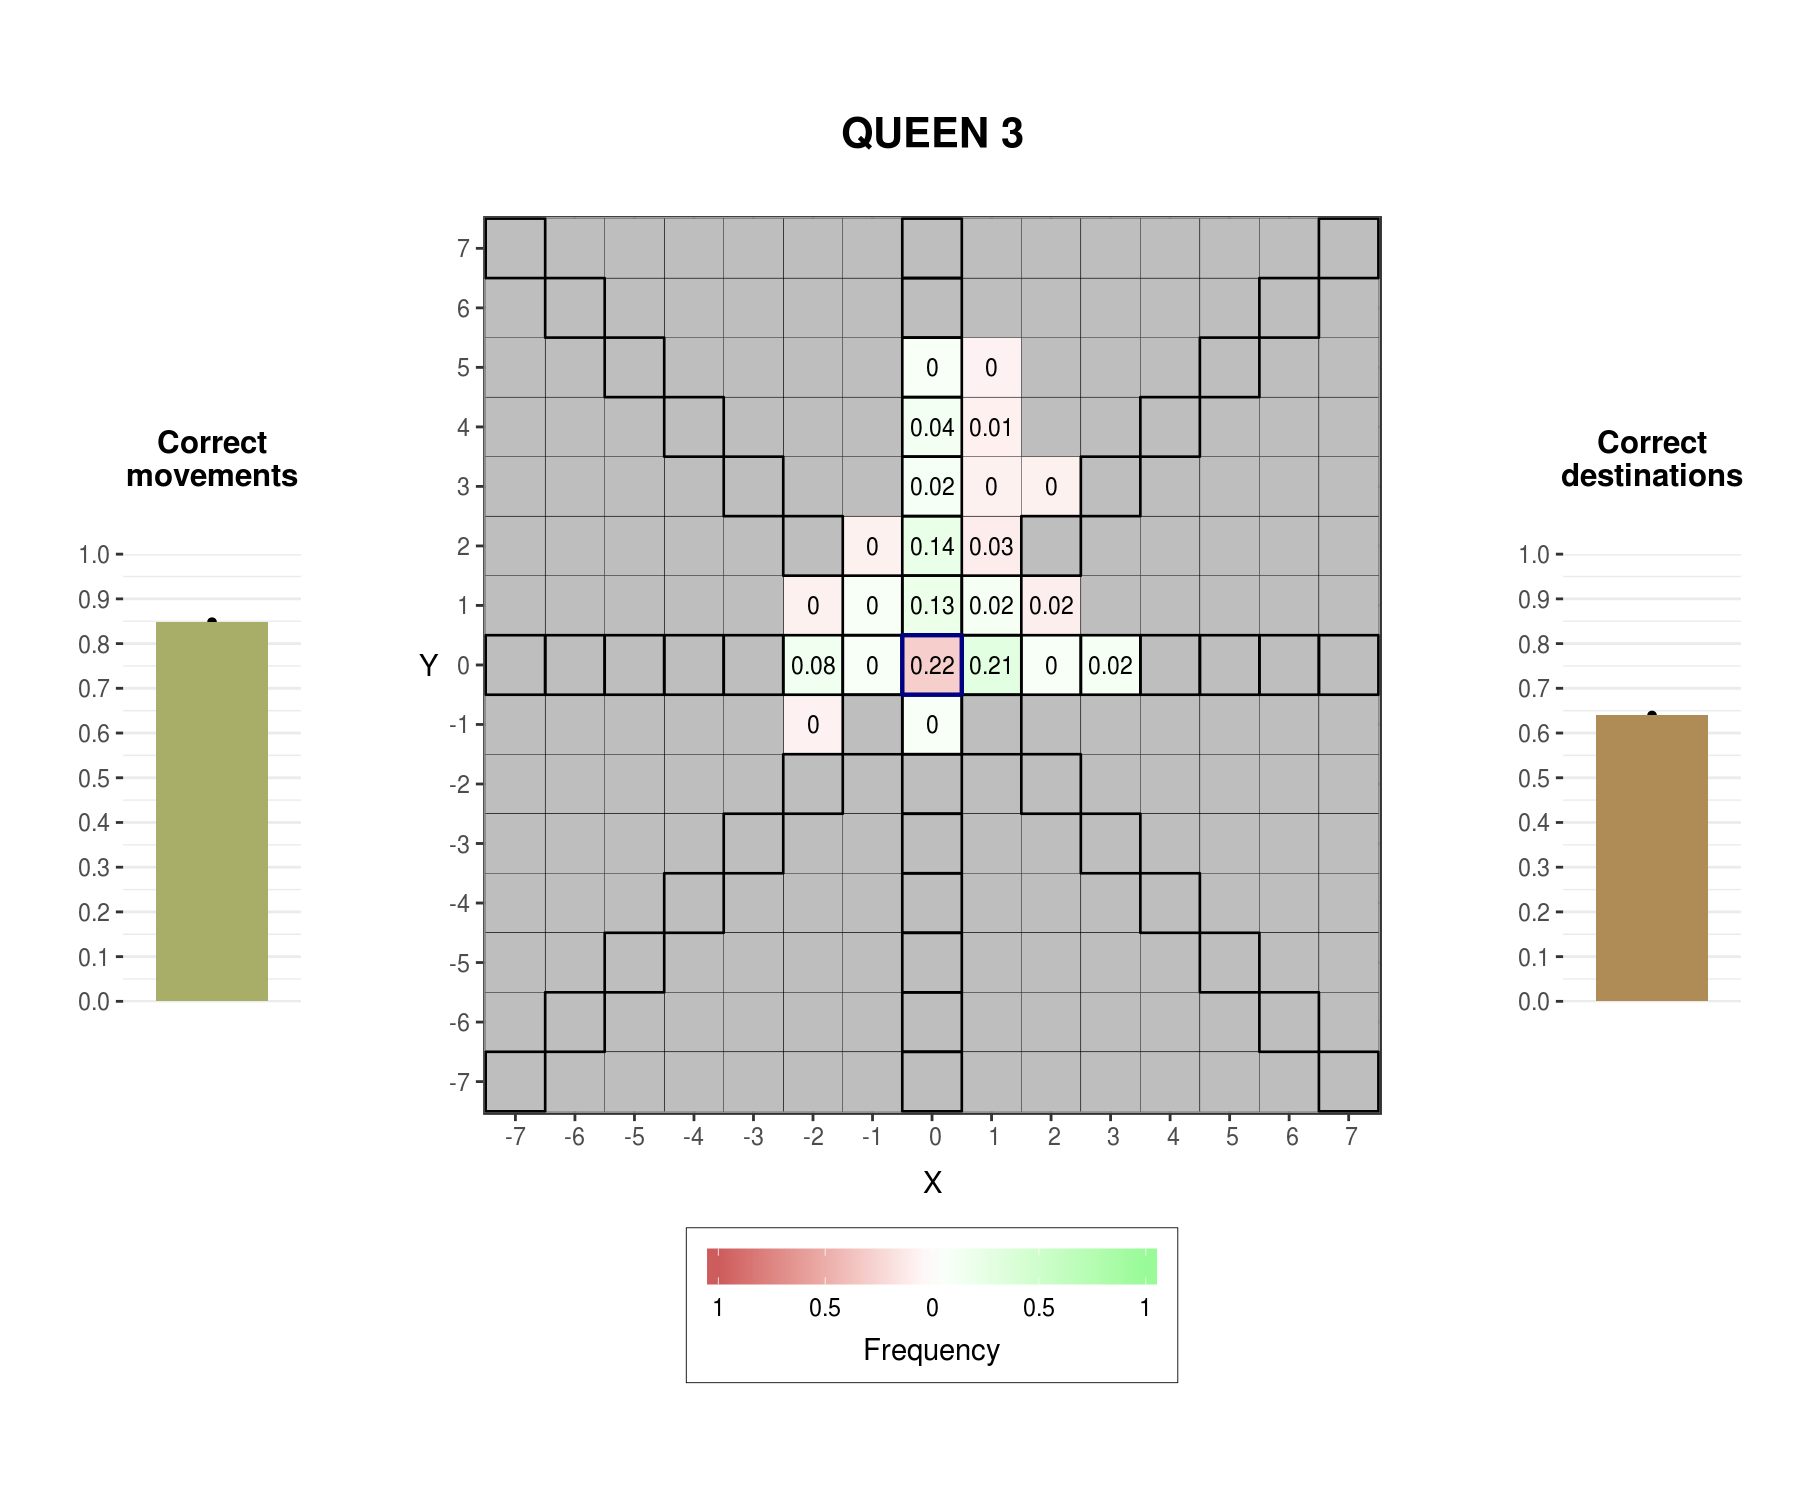 QUEEN 3
Correct
movements
1.0
0.9
0.8
0.7
0.6
0.5
0.4
0.3
0.2
0.1
0.0
Y
7
6
5 0 0
4 0.04 0.01
3 0.02 0 0
2 0 0.14 0.03
1 0 0 0.13 0.02 0.02
0 0.08 0 0.22 0.21 0 0.02
-1 0 0
-2
-3
-4
-5
-6
-7
-7 -6 -5 -4 -3 -2 -1 0 1 2 3 4 5 6 7
X
1 0.5 0 0.5 1
Frequency
Correct
destinations
1.0
0.9
0.8
0.7
0.6
0.5
0.4
0.3
0.2
0.1
0.0